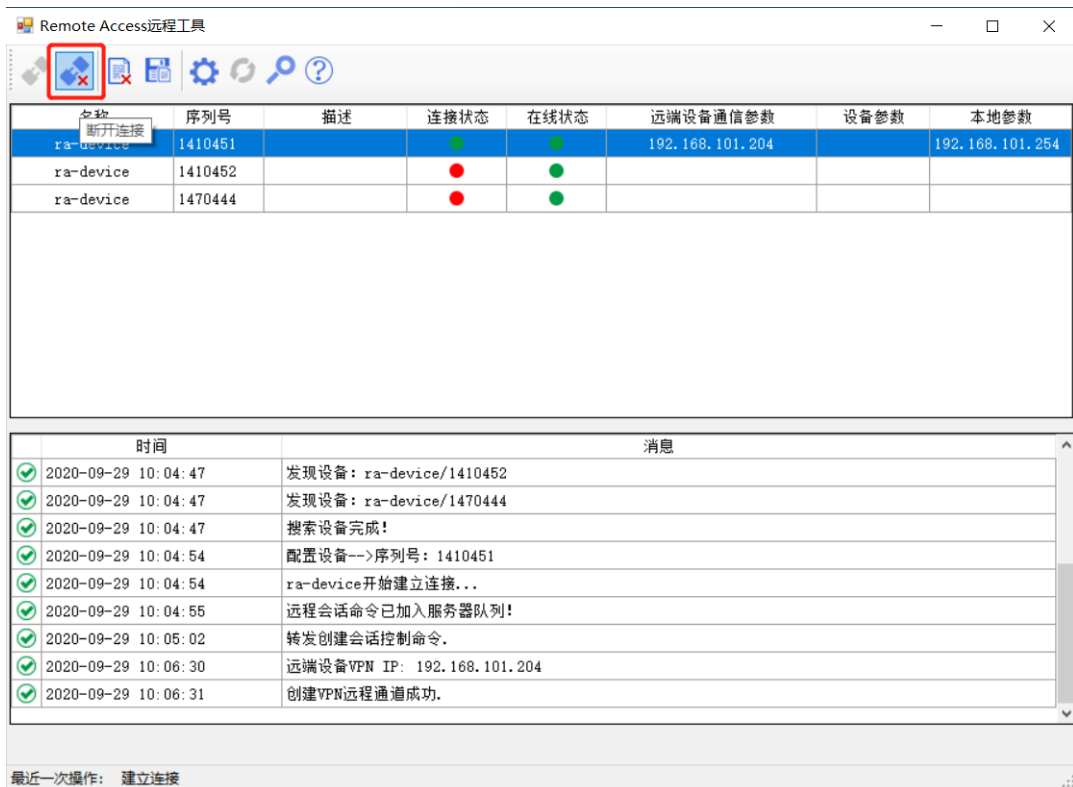 Remote Access远程工具
名称 序列号 描述 连接状态 在线状态 远端设备通信参数 设备参数 本地参数
断开连接
ra-device 1410451 192.168.101.204 192.168.101.254
ra-device 1410452
ra-device 1470444
时间 消息
2020-09-29 10:04:47 发现设备: ra-device/1410452
2020-09-29 10:04:47 发现设备: ra-device/1470444
2020-09-29 10:04:47 搜索设备完成!
2020-09-29 10:04:54 配置设备-->序列号: 1410451
2020-09-29 10:04:54 ra-device开始建立连接...
2020-09-29 10:04:55 远程会话命令已加入服务器队列!
2020-09-29 10:05:02 转发创建会话控制命令.
2020-09-29 10:06:30 远端设备VPN IP: 192.168.101.204
2020-09-29 10:06:31 创建VPN远程通道成功.
最近一次操作: 建立连接